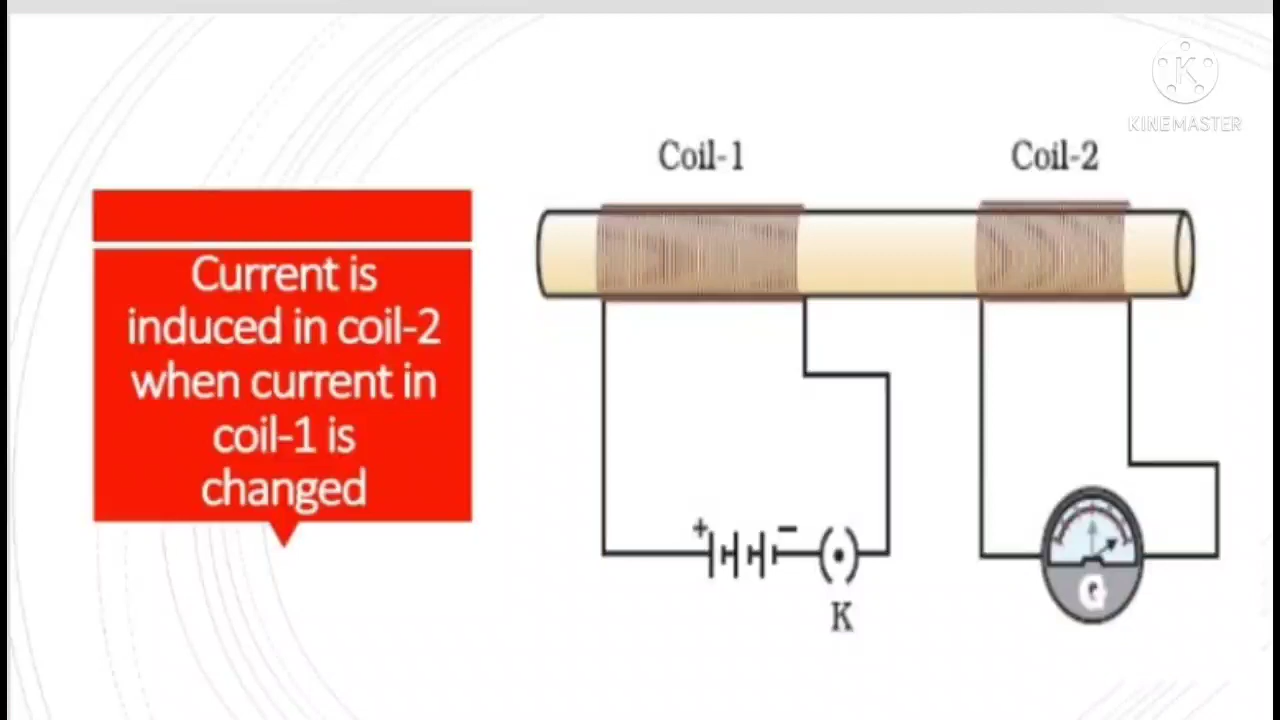 K
KINEMASTER
Coil-1
Coil-2
Current is
induced in coil-2
when current in
coil-1 is
changed
+
−
K
G